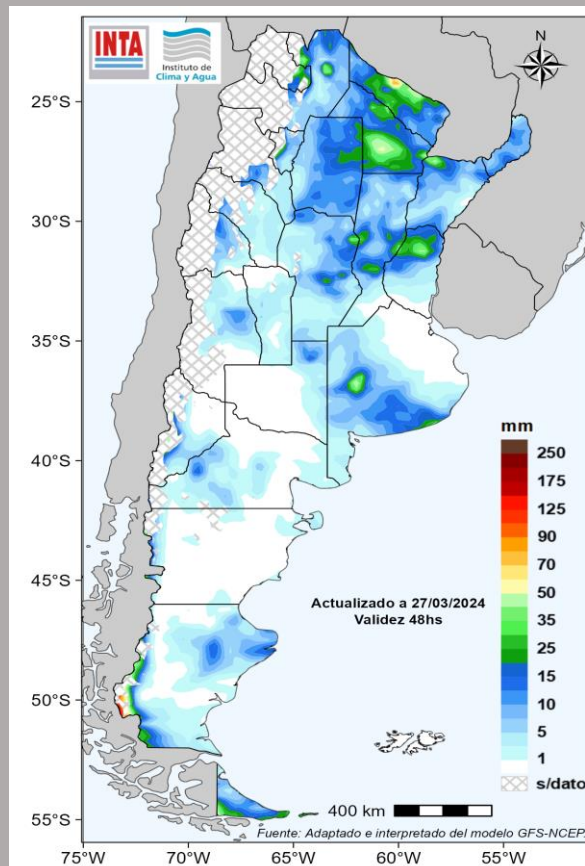 INTA
Instituto de
Clima y Agua
N
25°S
30°S
35°S
40°S
45°S
50°S
55°S
mm
250
175
125
90
70
50
35
25
15
10
5
1
s/dato
Actualizado a 27/03/2024
Validez 48hs
400 km
Fuente: Adaptado e interpretado del modelo GFS-NCEP.
75°W
70°W
65°W
60°W
55°W